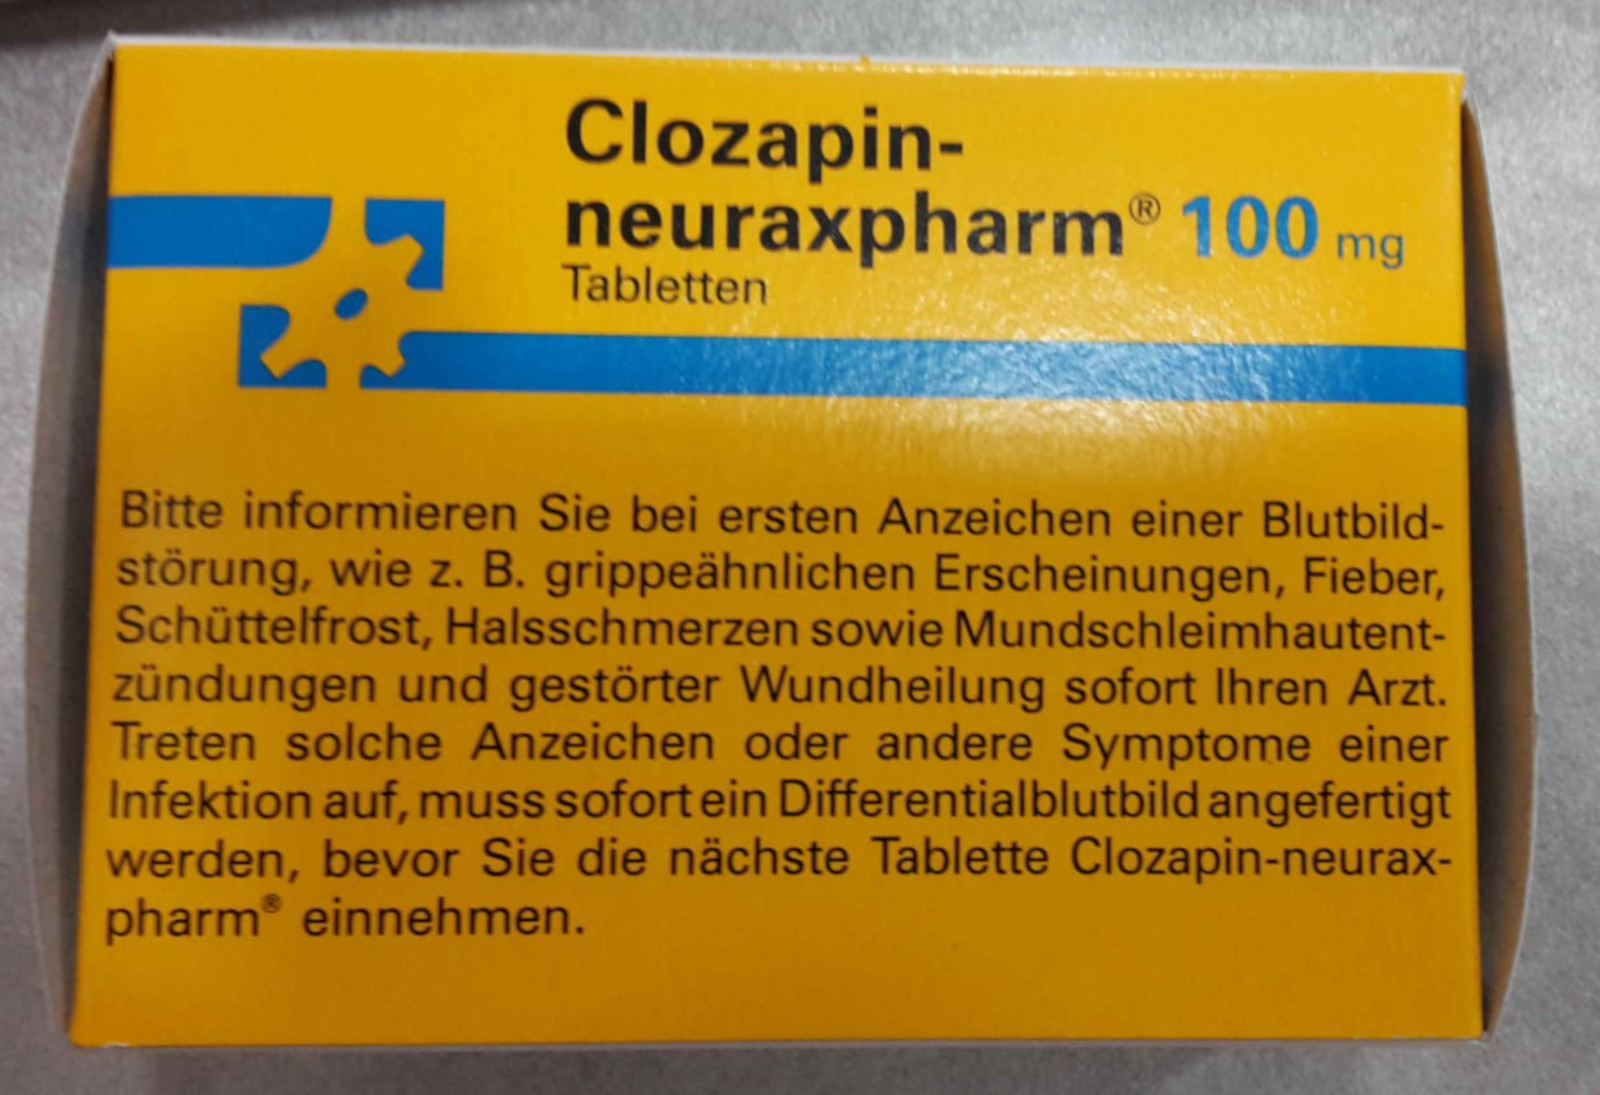 Clozapin-
neuraxpharm® 100 mg
Tabletten
Bitte informieren Sie bei ersten Anzeichen einer Blutbild-
störung, wie z. B. grippeähnlichen Erscheinungen, Fieber,
Schüttelfrost, Halsschmerzen sowie Mundschleimhautent-
zündungen und gestörter Wundheilung sofort Ihren Arzt.
Treten solche Anzeichen oder andere Symptome einer
Infektion auf, muss sofort ein Differentialblutbild angefertigt
werden, bevor Sie die nächste Tablette Clozapin-neurax-
pharm® einnehmen.